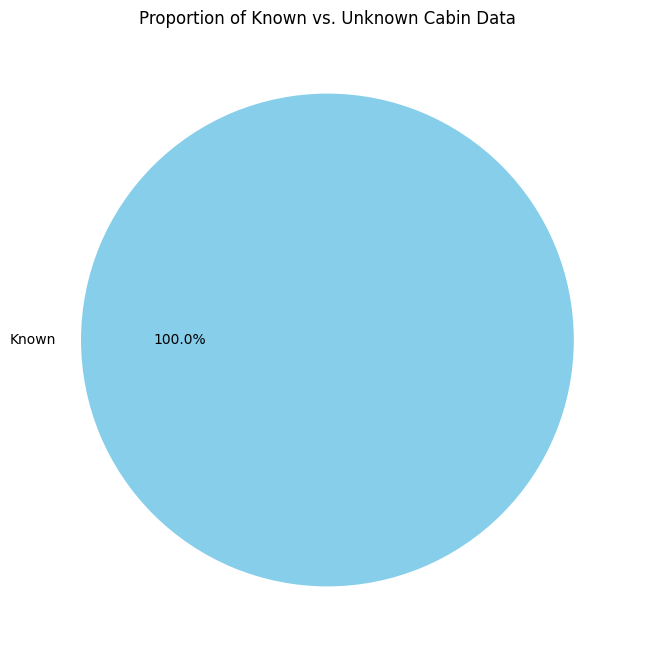 Proportion of Known vs. Unknown Cabin Data
Known
100.0%